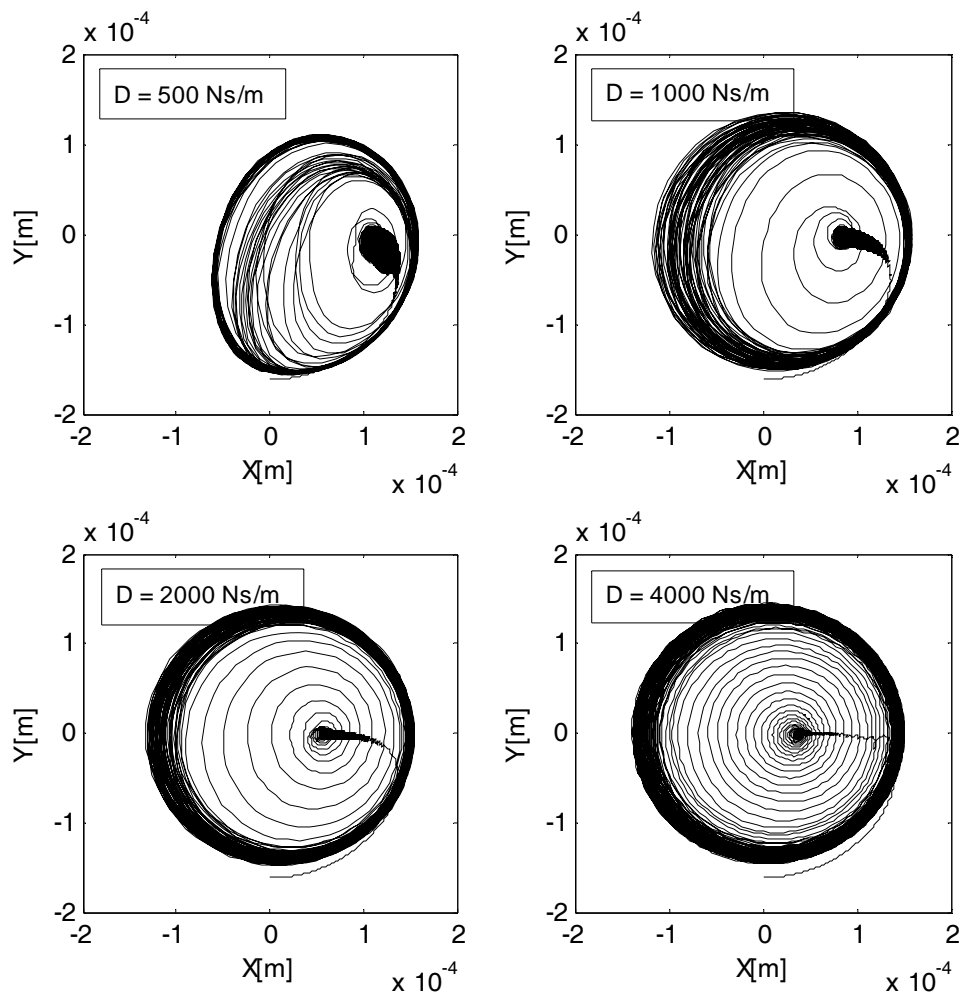 x 10-4
x 10-4
2
D = 500 Ns/m
1
Y[m]
0
-1
-2
-2 -1 0 1 2
X[m]
x 10-4
2
D = 1000 Ns/m
1
Y[m]
0
-1
-2
-2 -1 0 1 2
X[m]
x 10-4
x 10-4
2
D = 2000 Ns/m
1
Y[m]
0
-1
-2
-2 -1 0 1 2
X[m]
x 10-4
x 10-4
2
D = 4000 Ns/m
1
Y[m]
0
-1
-2
-2 -1 0 1 2
X[m]
x 10-4